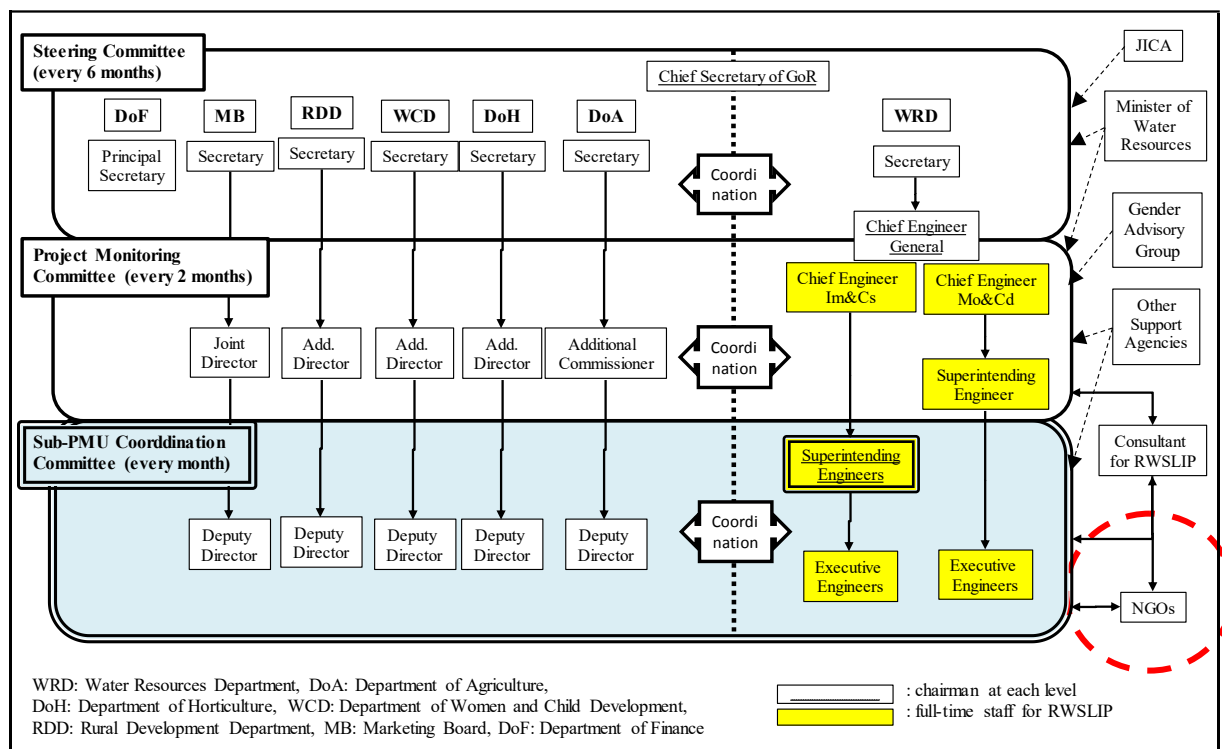 Steering Committee
(every 6 months)
Chief Secretary of GoR
JICA
DoF
MB
RDD
WCD
DoH
DoA
WRD
Minister of
Water
Resources
Principal
Secretary
Secretary
Secretary
Secretary
Secretary
Secretary
Secretary
Coordi
nation
Chief Engineer
General
Gender
Advisory
Group
Project Monitoring
Committee (every 2 months)
Chief Engineer
Im&Cs
Chief Engineer
Mo&Cd
Other
Support
Agencies
Joint
Director
Add.
Director
Add.
Director
Add.
Director
Additional
Commissioner
Coordi
nation
Superintending
Engineer
Sub-PMU Coorddination
Committee (every month)
Superintending
Engineers
Consultant
for RWSLIP
Deputy
Director
Deputy
Director
Deputy
Director
Deputy
Director
Deputy
Director
Coordi
nation
Executive
Engineers
Executive
Engineers
NGOs
WRD: Water Resources Department, DoA: Department of Agriculture,
DoH: Department of Horticulture, WCD: Department of Women and Child Development,
RDD: Rural Development Department, MB: Marketing Board, DoF: Department of Finance
: chairman at each level
: full-time staff for RWSLIP